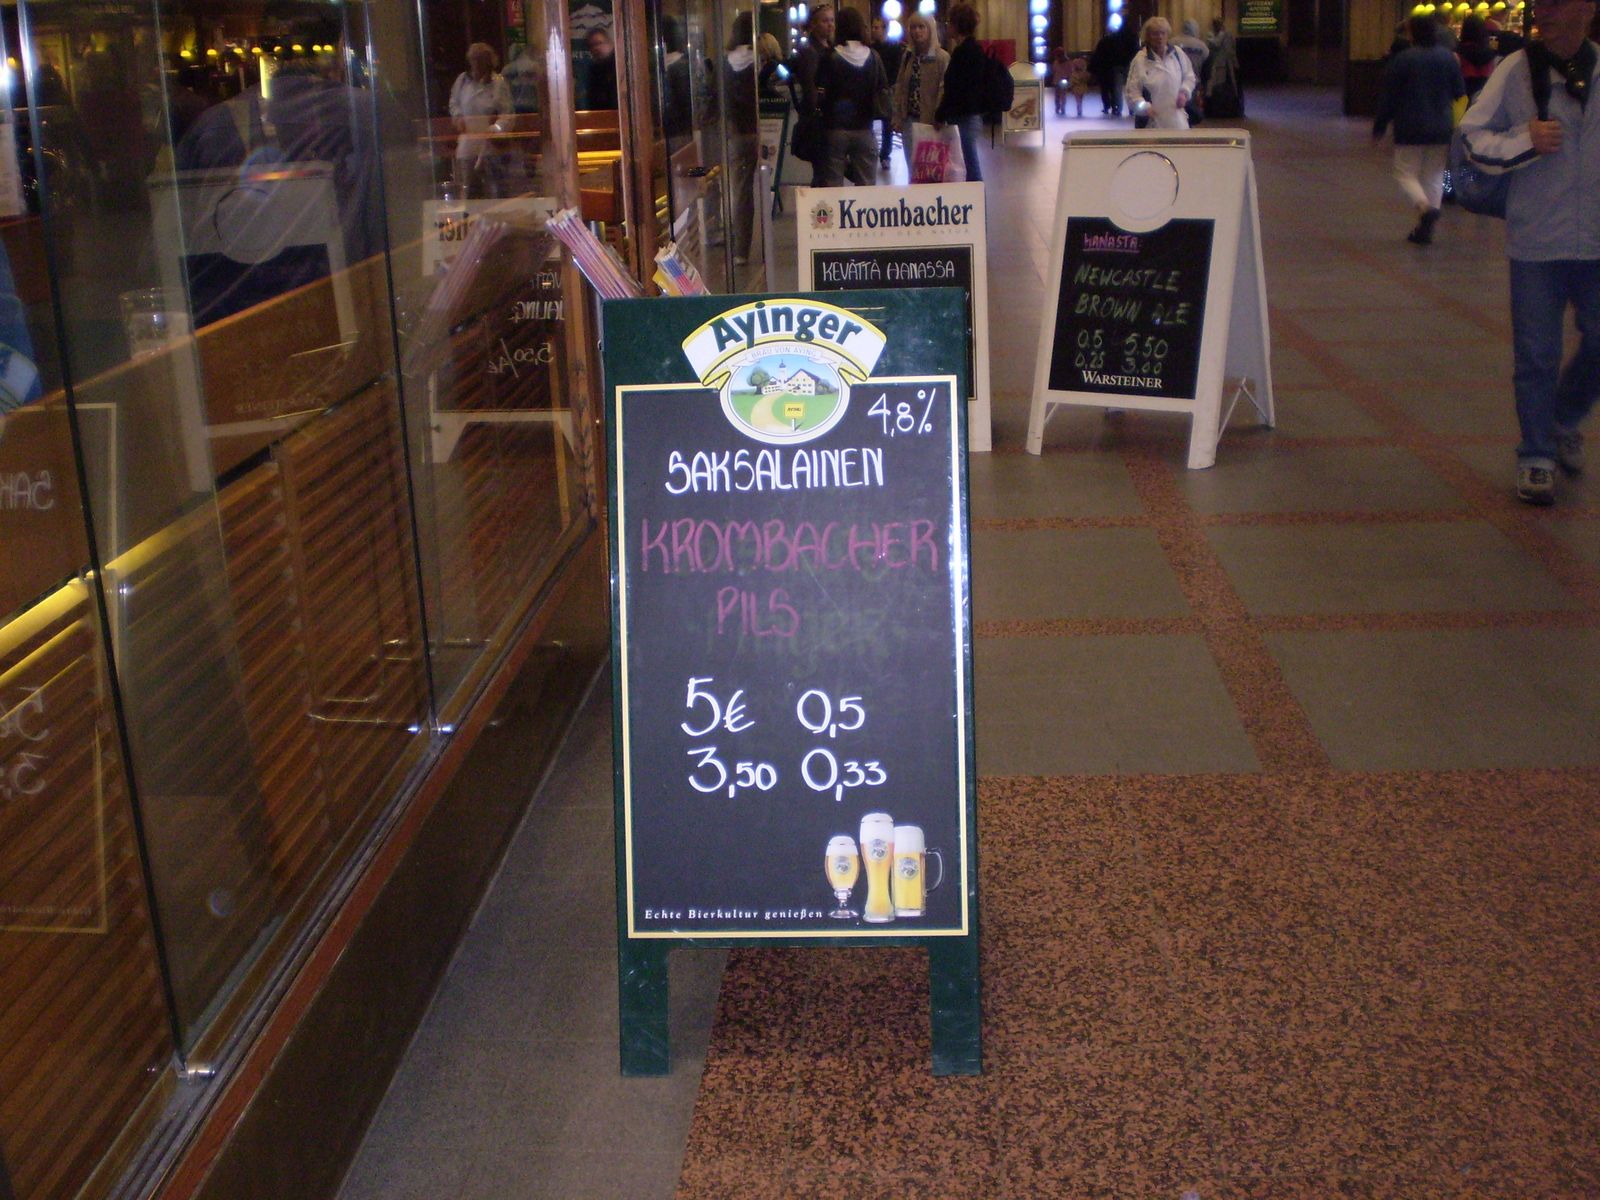 Ayinger
BRAU VON AYING
AYING
4,8%
SAKSALAINEN
KROMBACHER
PILS
5€ 0,5
3,50 0,33
Echte Bierkultur genießen
Krombacher
EINE PERLE DER NATUR
KEVÄTTÄ HANASSA
HANASTA
NEWCASTLE
BROWN ALE
0.5 5.50
0,25 3.00
WARSTEINER